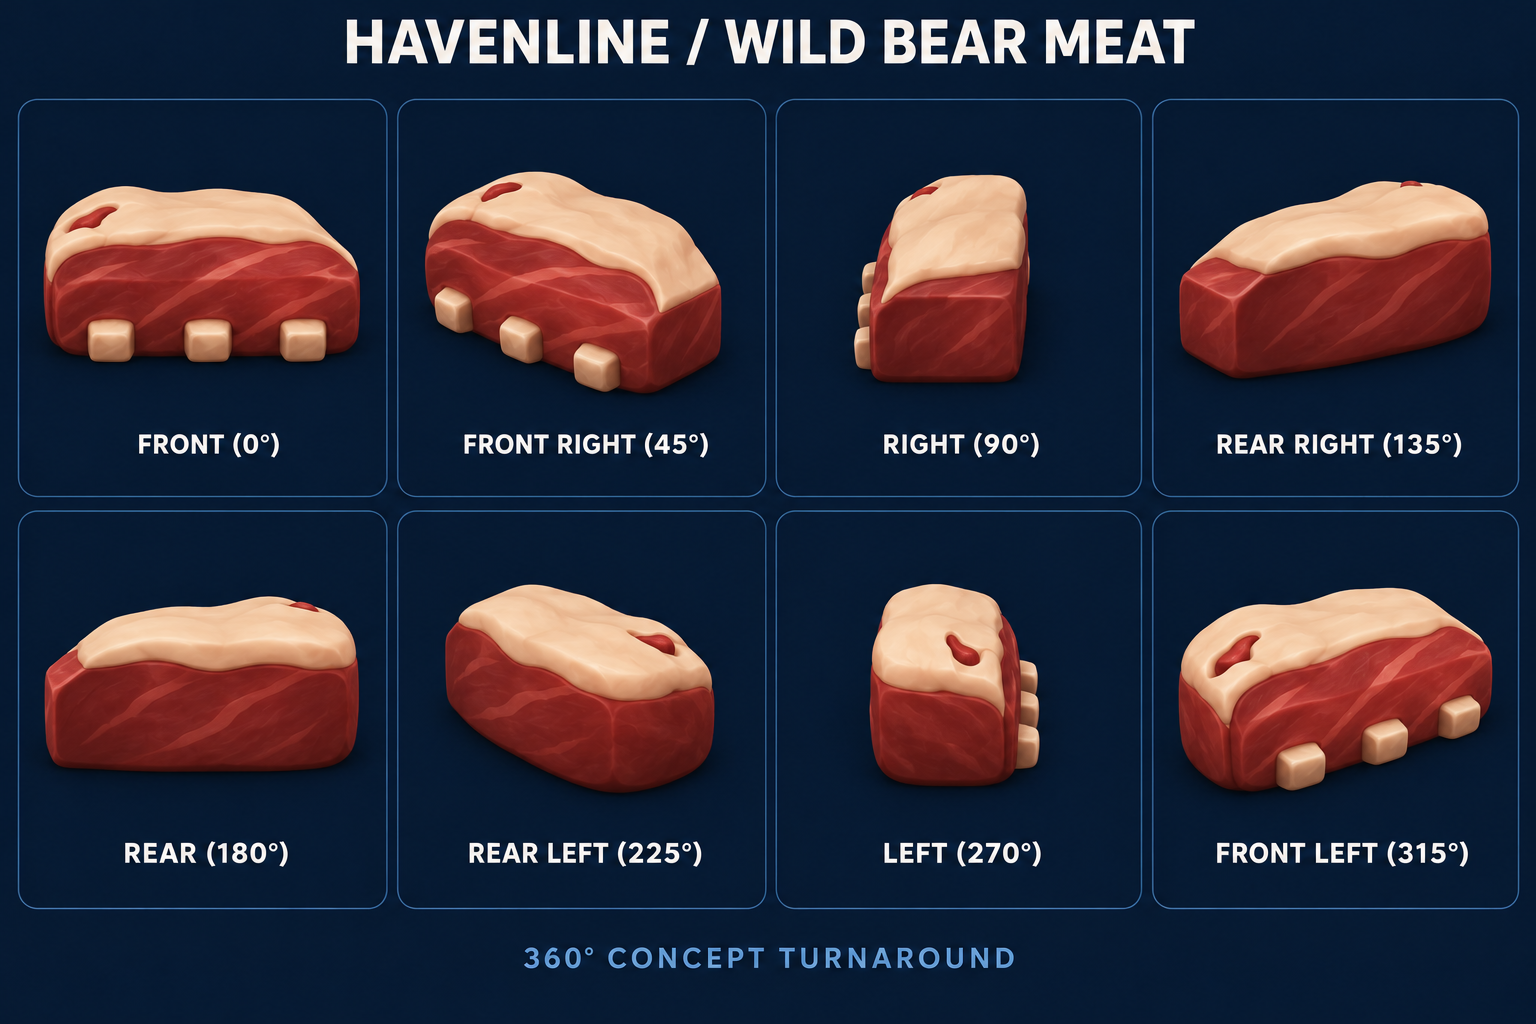 HAVENLINE / WILD BEAR MEAT
FRONT (0°)
FRONT RIGHT (45°)
RIGHT (90°)
REAR RIGHT (135°)
REAR (180°)
REAR LEFT (225°)
LEFT (270°)
FRONT LEFT (315°)
360° CONCEPT TURNAROUND